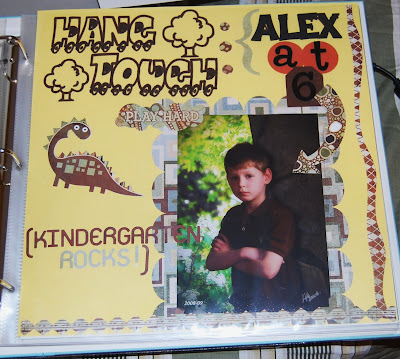 HANG
TOUGH
ALEX
at
6
PLAY HARD
(KINDERGARTEN
ROCKS!)
2008-09